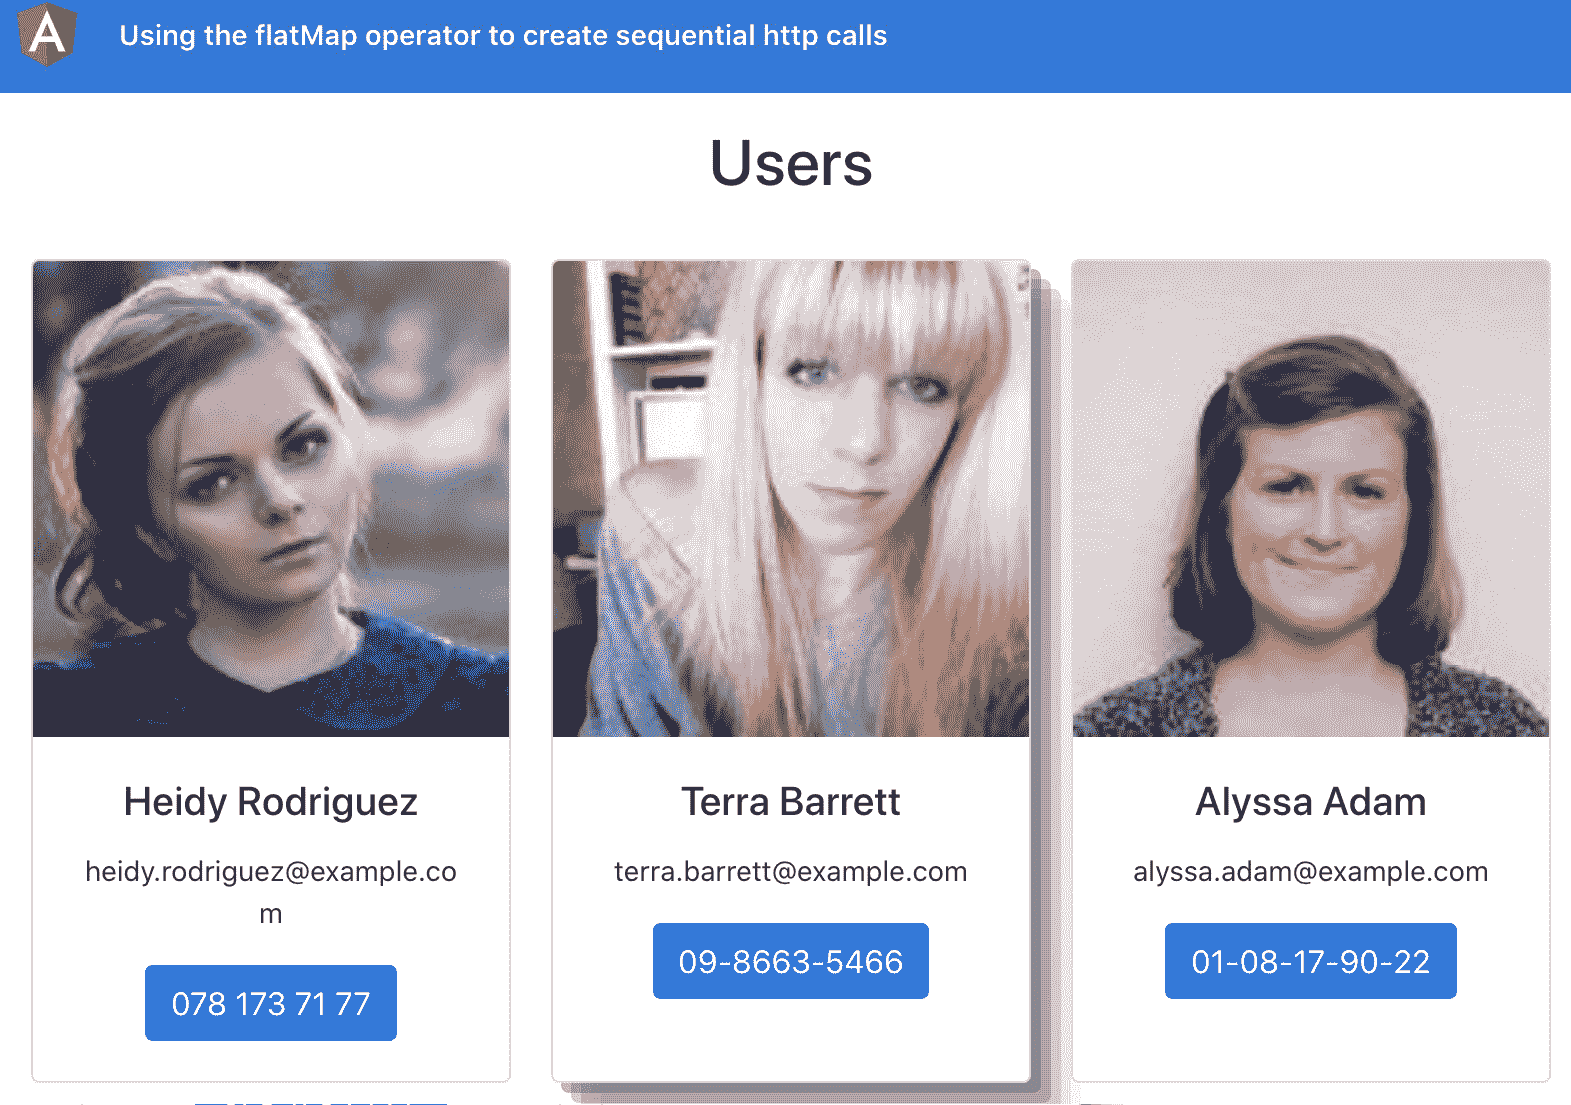 A
Using the flatMap operator to create sequential http calls
Users
Heidy Rodriguez
heidy.rodriguez@example.co
m
078 173 71 77
Terra Barrett
terra.barrett@example.com
09-8663-5466
Alyssa Adam
alyssa.adam@example.com
01-08-17-90-22